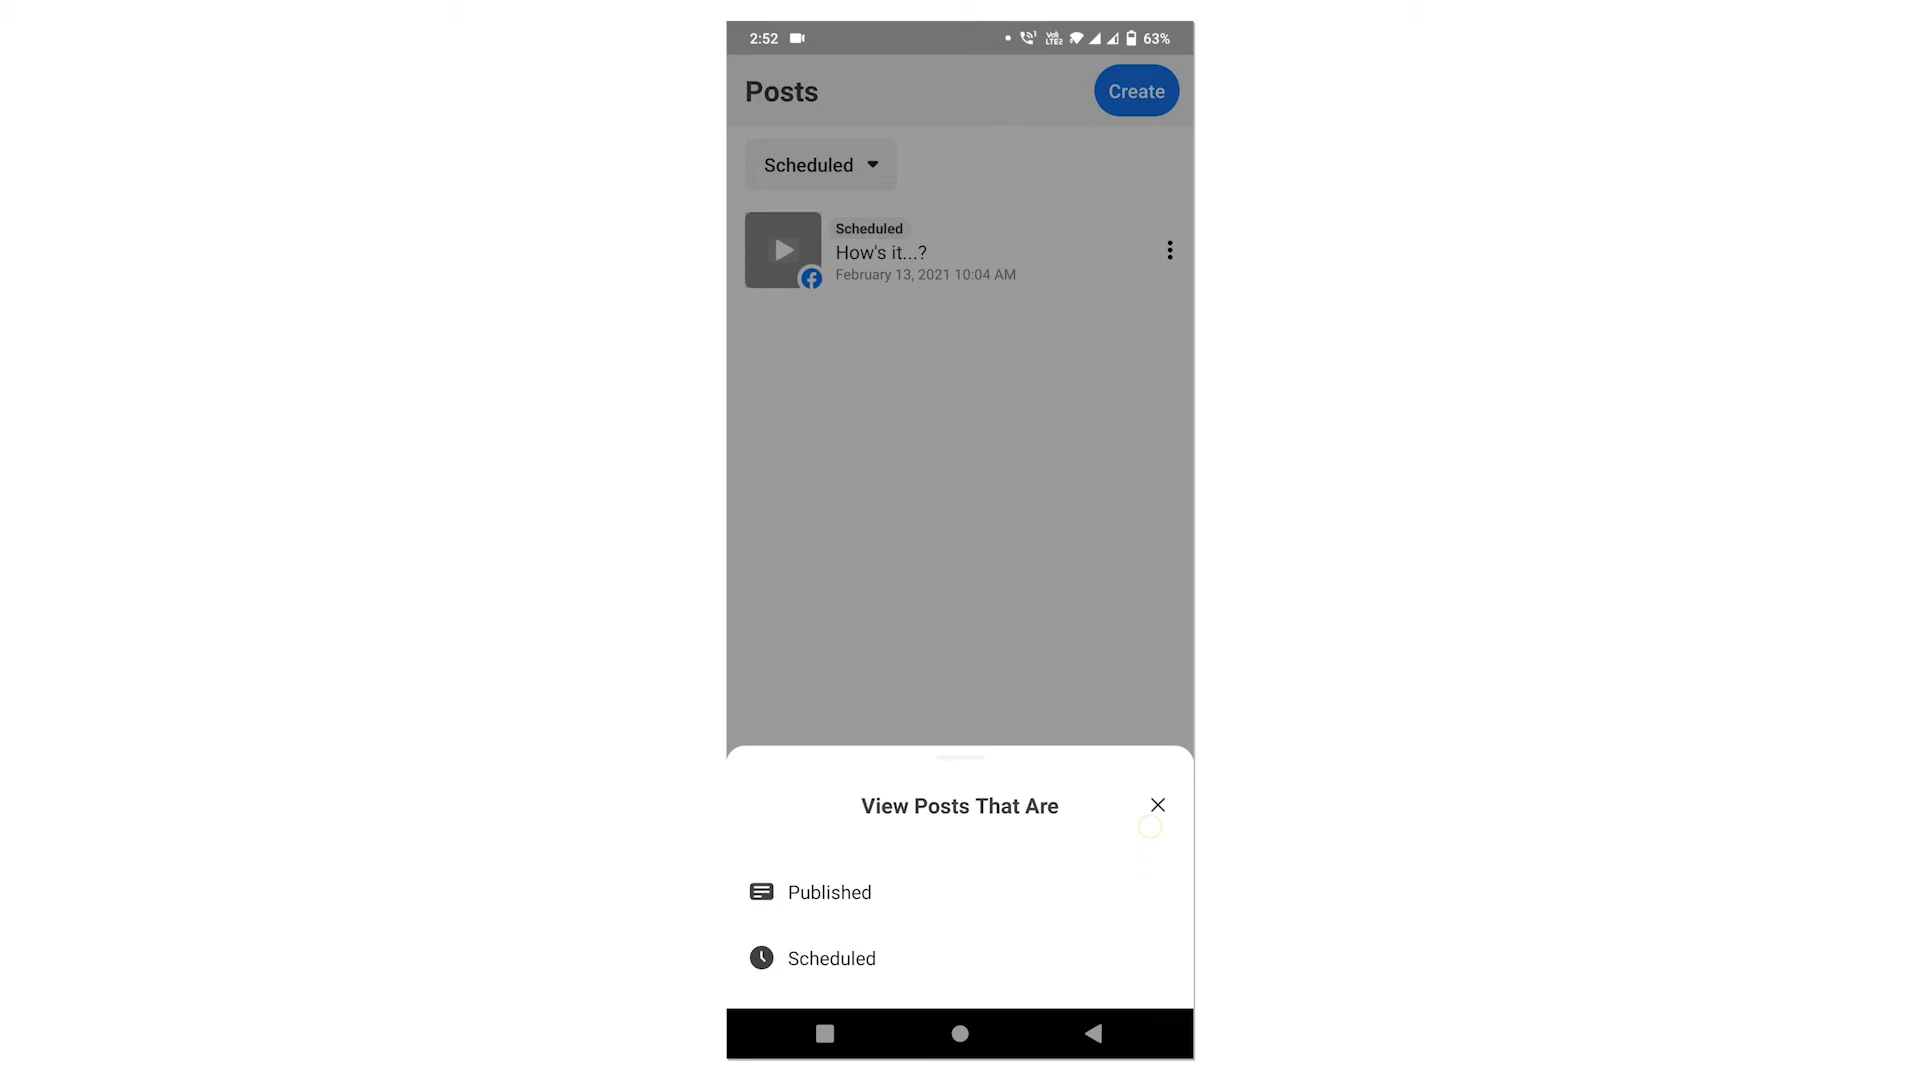 2:52
63%
Posts
Create
Scheduled
Scheduled
How's it...?
February 13, 2021 10:04 AM
View Posts That Are
Published
Scheduled